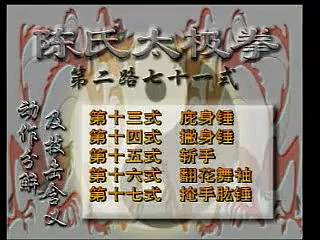 陈氏太极拳
第二路七十一式
动作分解
及技击含义
第十三式 庇身锤
第十四式 撇身锤
第十五式 斩手
第十六式 翻花舞袖
第十七式 掩手肱锤